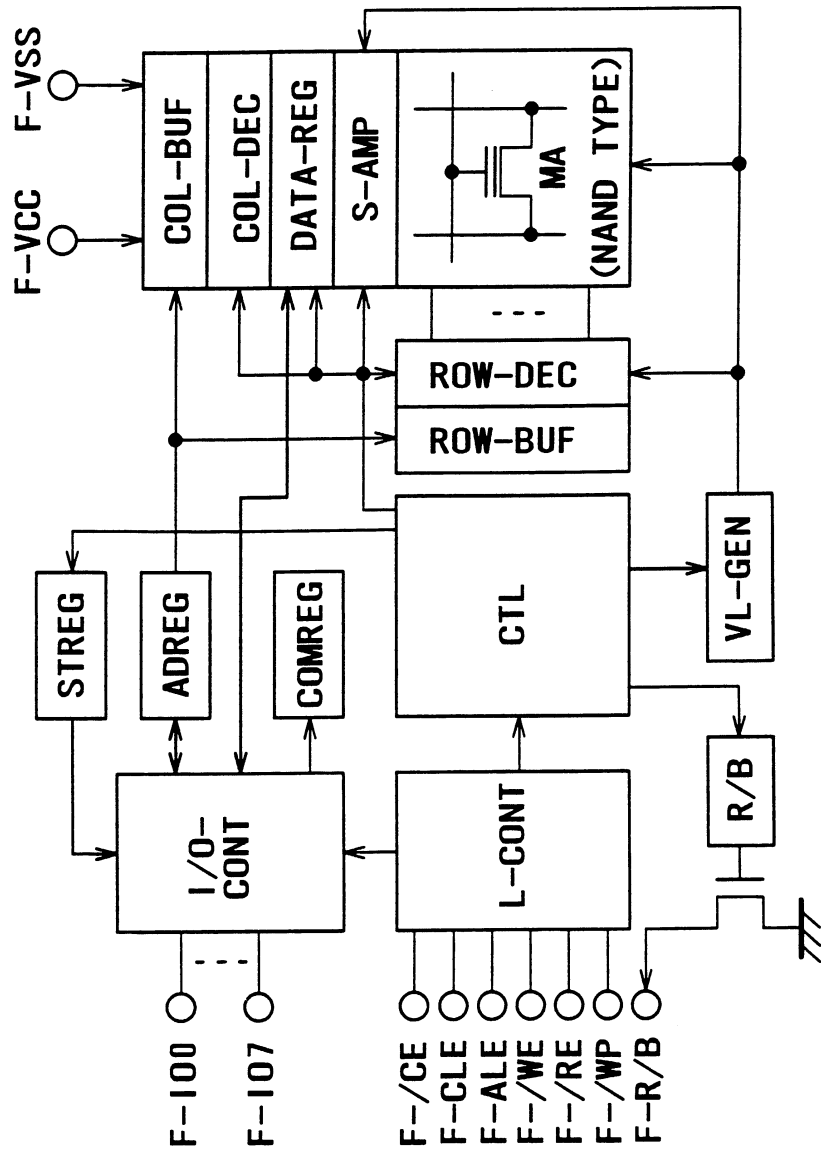 F-VCC
F-VSS
COL-BUF
COL-DEC
DATA-REG
S-AMP
MA
(NAND TYPE)
ROW-DEC
ROW-BUF
STREG
ADREG
COMREG
CTL
VL-GEN
I/O-
CONT
L-CONT
R/B
F-IO0
F-IO7
F-/CE
F-CLE
F-ALE
F-/WE
F-/RE
F-/WP
F-R/B